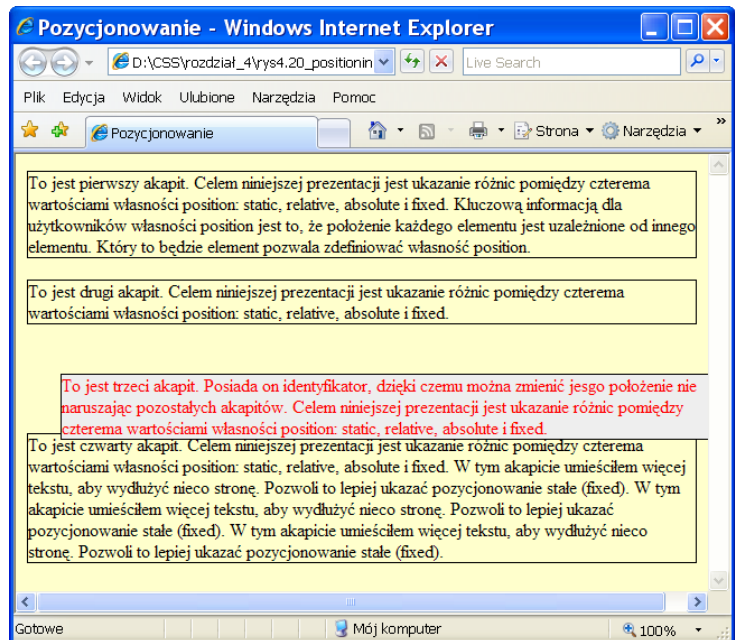 Pozycjonowanie - Windows Internet Explorer
D:\CSS\rozdział_4\rys4.20_positionin
Live Search
Plik Edycja Widok Ulubione Narzędzia Pomoc
Pozycjonowanie
Strona
Narzędzia
»
To jest pierwszy akapit. Celem niniejszej prezentacji jest ukazanie różnic pomiędzy czterema
wartościami własności position: static, relative, absolute i fixed. Kluczową informacją dla
użytkowników własności position jest to, że położenie każdego elementu jest uzależnione od innego
elementu. Który to będzie element pozwala zdefiniować własność position.
To jest drugi akapit. Celem niniejszej prezentacji jest ukazanie różnic pomiędzy czterema
wartościami własności position: static, relative, absolute i fixed.
To jest trzeci akapit. Posiada on identyfikator, dzięki czemu można zmienić jesgo położenie nie
naruszając pozostałych akapitów. Celem niniejszej prezentacji jest ukazanie różnic pomiędzy
czterema wartościami własności position: static, relative, absolute i fixed.
To jest czwarty akapit. Celem niniejszej prezentacji jest ukazanie różnic pomiędzy czterema
wartościami własności position: static, relative, absolute i fixed. W tym akapicie umieściłem więcej
tekstu, aby wydłużyć nieco stronę. Pozwoli to lepiej ukazać pozycjonowanie stałe (fixed). W tym
akapicie umieściłem więcej tekstu, aby wydłużyć nieco stronę. Pozwoli to lepiej ukazać
pozycjonowanie stałe (fixed). W tym akapicie umieściłem więcej tekstu, aby wydłużyć nieco
stronę. Pozwoli to lepiej ukazać pozycjonowanie stałe (fixed).
Gotowe
Mój komputer
100%